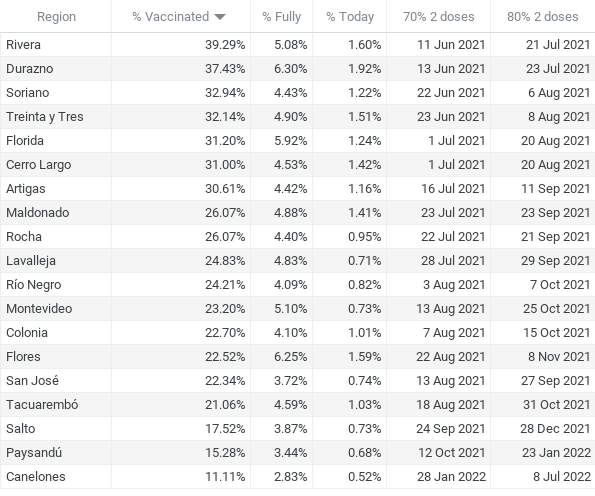 Region % Vaccinated % Fully % Today 70% 2 doses 80% 2 doses
Rivera 39.29% 5.08% 1.60% 11 Jun 2021 21 Jul 2021
Durazno 37.43% 6.30% 1.92% 13 Jun 2021 23 Jul 2021
Soriano 32.94% 4.43% 1.22% 22 Jun 2021 6 Aug 2021
Treinta y Tres 32.14% 4.90% 1.51% 23 Jun 2021 8 Aug 2021
Florida 31.20% 5.92% 1.24% 1 Jul 2021 20 Aug 2021
Cerro Largo 31.00% 4.53% 1.42% 1 Jul 2021 20 Aug 2021
Artigas 30.61% 4.42% 1.16% 16 Jul 2021 11 Sep 2021
Maldonado 26.07% 4.88% 1.41% 23 Jul 2021 23 Sep 2021
Rocha 26.07% 4.40% 0.95% 22 Jul 2021 21 Sep 2021
Lavalleja 24.83% 4.83% 0.71% 28 Jul 2021 29 Sep 2021
Río Negro 24.21% 4.09% 0.82% 3 Aug 2021 7 Oct 2021
Montevideo 23.20% 5.10% 0.73% 13 Aug 2021 25 Oct 2021
Colonia 22.70% 4.10% 1.01% 7 Aug 2021 15 Oct 2021
Flores 22.52% 6.25% 1.59% 22 Aug 2021 8 Nov 2021
San José 22.34% 3.72% 0.74% 13 Aug 2021 27 Sep 2021
Tacuarembó 21.06% 4.59% 1.03% 18 Aug 2021 31 Oct 2021
Salto 17.52% 3.87% 0.73% 24 Sep 2021 28 Dec 2021
Paysandú 15.28% 3.44% 0.68% 12 Oct 2021 23 Jan 2022
Canelones 11.11% 2.83% 0.52% 28 Jan 2022 8 Jul 2022